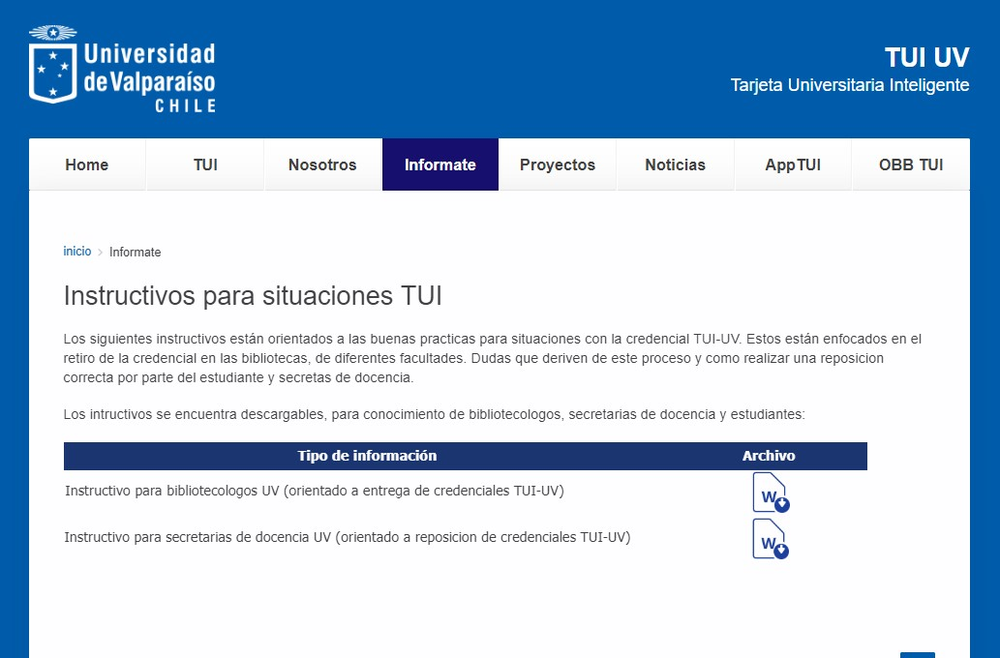 Universidad
de Valparaíso
CHILE
TUI UV
Tarjeta Universitaria Inteligente
Home TUI Nosotros Informate Proyectos Noticias AppTUI OBB TUI
inicio > Informate
Instructivos para situaciones TUI
Los siguientes instructivos están orientados a las buenas practicas para situaciones con la credencial TUI-UV. Estos están enfocados en el
retiro de la credencial en las bibliotecas, de diferentes facultades. Dudas que deriven de este proceso y como realizar una reposicion
correcta por parte del estudiante y secretas de docencia.
Los intructivos se encuentra descargables, para conocimiento de bibliotecologos, secretarias de docencia y estudiantes:
Tipo de información Archivo
Instructivo para bibliotecologos UV (orientado a entrega de credenciales TUI-UV) W
Instructivo para secretarias de docencia UV (orientado a reposicion de credenciales TUI-UV) W